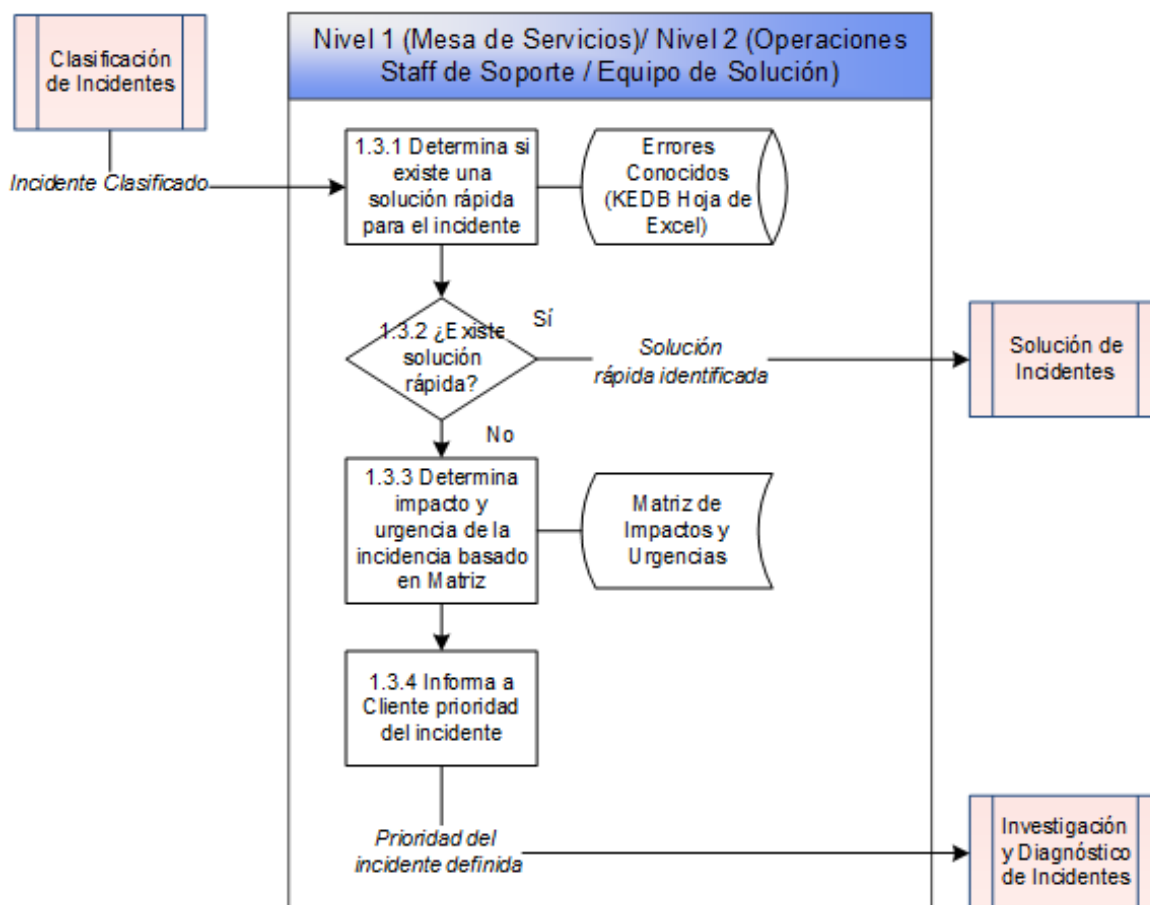 Clasificación
de Incidentes
Nivel 1 (Mesa de Servicios)/ Nivel 2 (Operaciones
Staff de Soporte / Equipo de Solución)
Incidente Clasificado
1.3.1 Determina si
existe una
solución rápida
para el incidente
Errores
Conocidos
(KEDB Hoja de
Excel)
1.3.2 ¿Existe
solución
rápida?
Sí
Solución
rápida identificada
Solución de
Incidentes
No
1.3.3 Determina
impacto y
urgencia de la
incidencia basado
en Matriz
Matriz de
Impactos y
Urgencias
1.3.4 Informa a
Cliente prioridad
del incidente
Prioridad del
incidente definida
Investigación
y Diagnóstico
de Incidentes